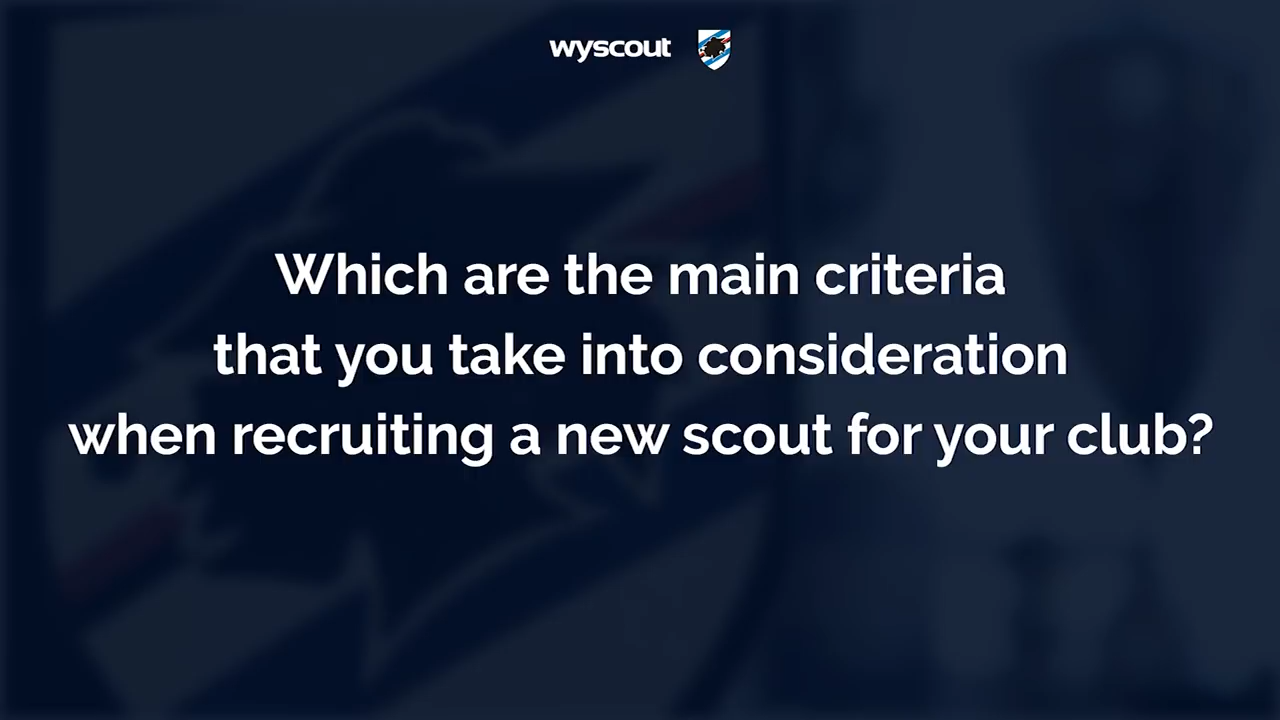 wyscout
Which are the main criteria
that you take into consideration
when recruiting a new scout for your club?